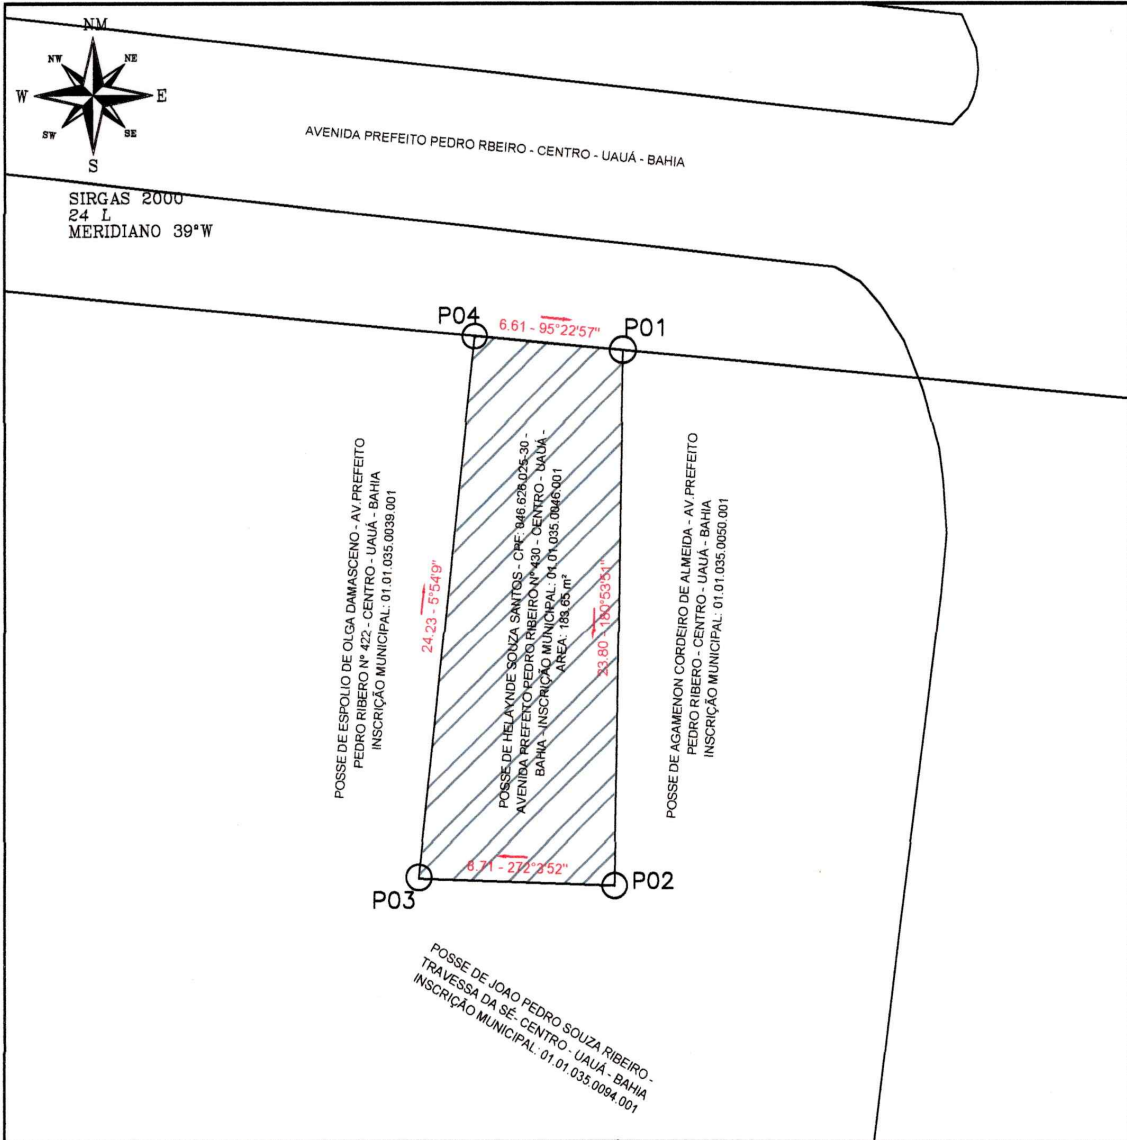 NM
NW
NE
W
E
SW
SE
S
SIRGAS 2000
24 L
MERIDIANO 39°W
AVENIDA PREFEITO PEDRO RBEIRO - CENTRO - UAUÁ - BAHIA
P04
6.61 - 95°22'57"
P01
POSSE DE ESPOLIO DE OLGA DAMASCENO - AV.PREFEITO
PEDRO RIBERO Nº 422 - CENTRO - UAUÁ - BAHIA
INSCRIÇÃO MUNICIPAL: 01.01.035.0039.001
24.23 - 5°54'9"
POSSE DE HELAYNDE SOUZA SANTOS - CPF: 046.626.025-30 -
AVENIDA PREFEITO PEDRO RIBEIRO Nº 430 - CENTRO - UAUÁ -
BAHIA - INSCRIÇÃO MUNICIPAL: 01.01.035.0046.001
AREA: 183.65 m²
23.80 - 180°53'51"
POSSE DE AGAMENON CORDEIRO DE ALMEIDA - AV.PREFEITO
PEDRO RIBERO - CENTRO - UAUÁ - BAHIA
INSCRIÇÃO MUNICIPAL: 01.01.035.0050.001
8.71 - 272°3'52"
P03
P02
POSSE DE JOAO PEDRO SOUZA RIBEIRO -
TRAVESSA DA SÉ- CENTRO - UAUÁ - BAHIA
INSCRIÇÃO MUNICIPAL: 01.01.035.0094.001